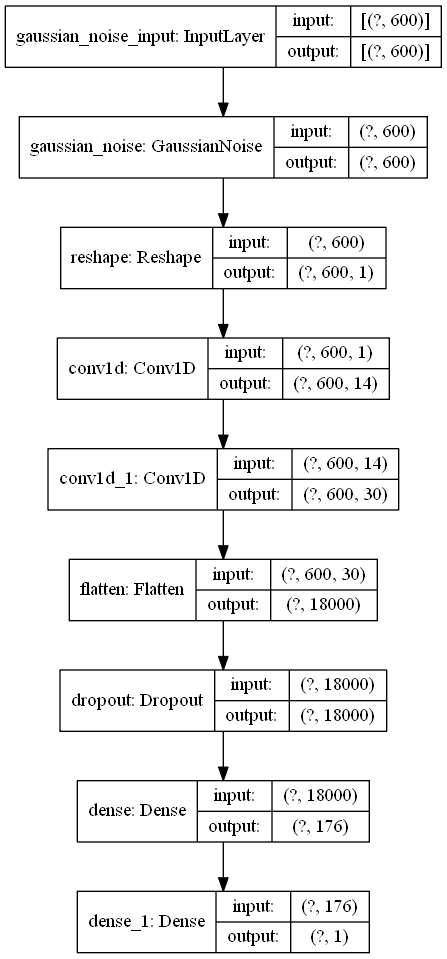 gaussian_noise_input: InputLayer
input: [(?, 600)]
output: [(?, 600)]
gaussian_noise: GaussianNoise
input: (?, 600)
output: (?, 600)
reshape: Reshape
input: (?, 600)
output: (?, 600, 1)
conv1d: Conv1D
input: (?, 600, 1)
output: (?, 600, 14)
conv1d_1: Conv1D
input: (?, 600, 14)
output: (?, 600, 30)
flatten: Flatten
input: (?, 600, 30)
output: (?, 18000)
dropout: Dropout
input: (?, 18000)
output: (?, 18000)
dense: Dense
input: (?, 18000)
output: (?, 176)
dense_1: Dense
input: (?, 176)
output: (?, 1)